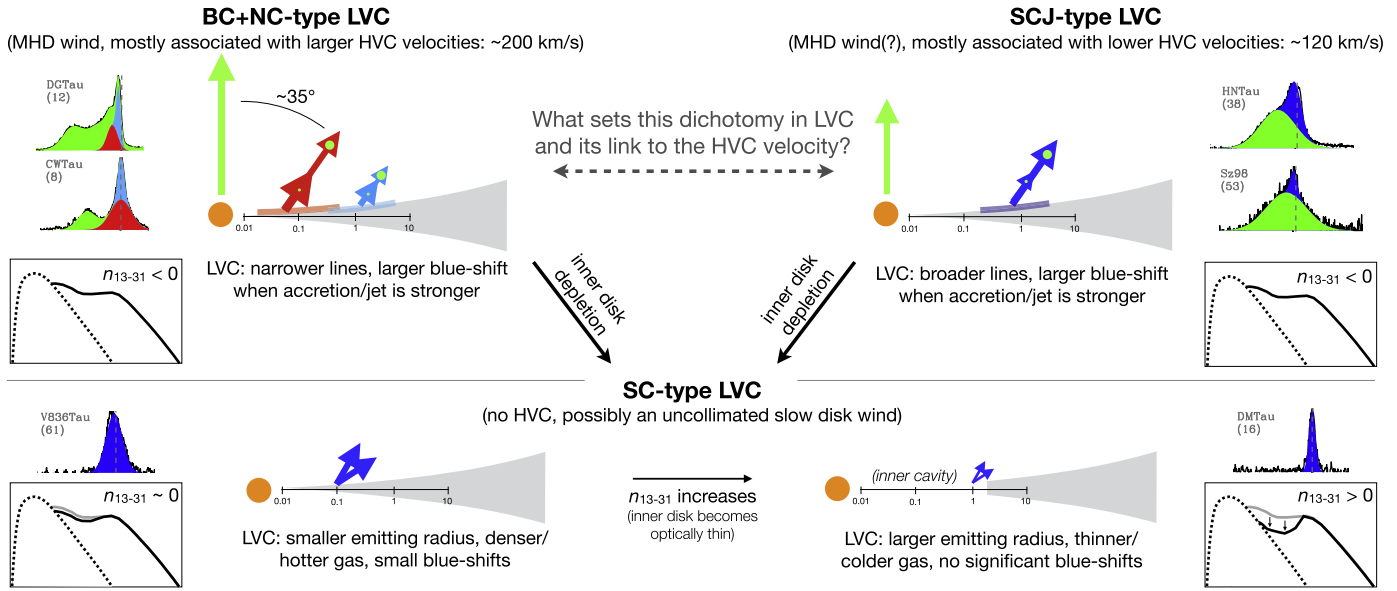 BC+NC-type LVC
(MHD wind, mostly associated with larger HVC velocities: ~200 km/s)
SCJ-type LVC
(MHD wind(?), mostly associated with lower HVC velocities: ~120 km/s)
DGTau
(12)
CWTau
(8)
~35°
0.01
0.1
1
10
What sets this dichotomy in LVC
and its link to the HVC velocity?
0.01
0.1
1
10
HNTau
(38)
Sz98
(53)
n13-31 < 0
LVC: narrower lines, larger blue-shift
when accretion/jet is stronger
inner disk
depletion
inner disk
depletion
LVC: broader lines, larger blue-shift
when accretion/jet is stronger
n13-31 < 0
SC-type LVC
(no HVC, possibly an uncollimated slow disk wind)
V836Tau
(61)
n13-31 ~ 0
0.01
0.1
1
10
LVC: smaller emitting radius, denser/
hotter gas, small blue-shifts
n13-31 increases
(inner disk becomes
optically thin)
(inner cavity)
0.01
0.1
1
10
LVC: larger emitting radius, thinner/
colder gas, no significant blue-shifts
DMTau
(16)
n13-31 > 0